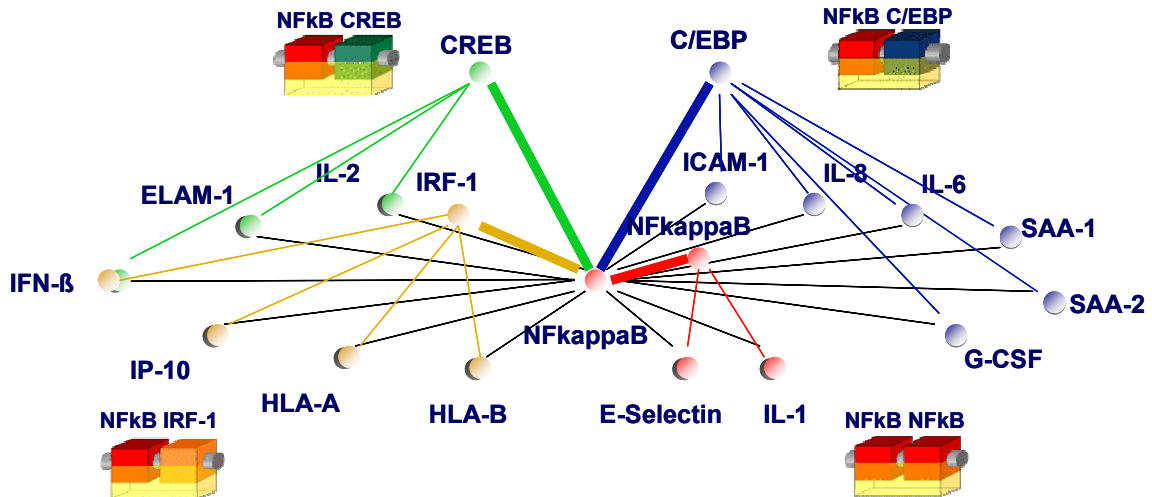 NFkB CREB
NFkB C/EBP
CREB
C/EBP
IL-2
ICAM-1
IL-8
ELAM-1
IRF-1
IL-6
NFkappaB
SAA-1
IFN-ß
SAA-2
NFkappaB
G-CSF
IP-10
HLA-A
HLA-B
E-Selectin
IL-1
NFkB IRF-1
NFkB NFkB